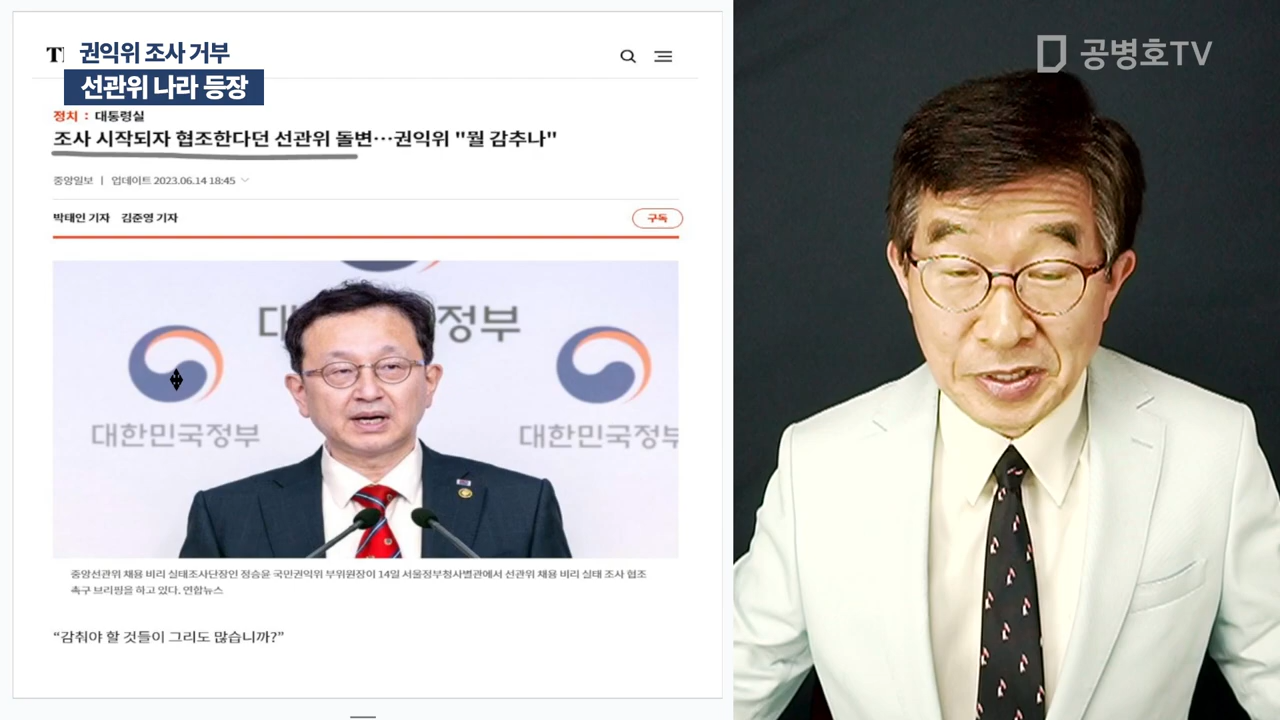 권익위 조사 거부
선관위 나라 등장
공병호TV
정치 : 대통령실
조사 시작되자 협조한다던 선관위 돌변…권익위 "뭘 감추나"
중앙일보 | 업데이트 2023.06.14 18:45
박태인 기자 김준영 기자
구독
대한민국정부
대한민국정부
중앙선관위 채용 비리 실태조사단장인 정승윤 국민권익위 부위원장이 14일 서울정부청사별관에서 선관위 채용 비리 실태 조사 협조
촉구 브리핑을 하고 있다. 연합뉴스
“감춰야 할 것들이 그리도 많습니까?”